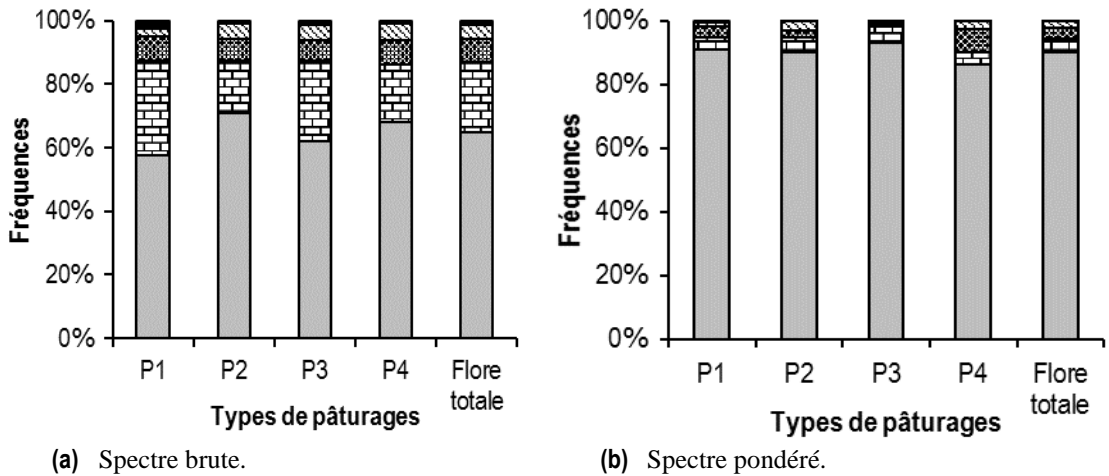 100%
80%
60%
40%
20%
0%
Fréquences
P1 P2 P3 P4 Flore totale
Types de pâturages
(a) Spectre brute.
100%
80%
60%
40%
20%
0%
Fréquences
P1 P2 P3 P4 Flore totale
Types de pâturages
(b) Spectre pondéré.